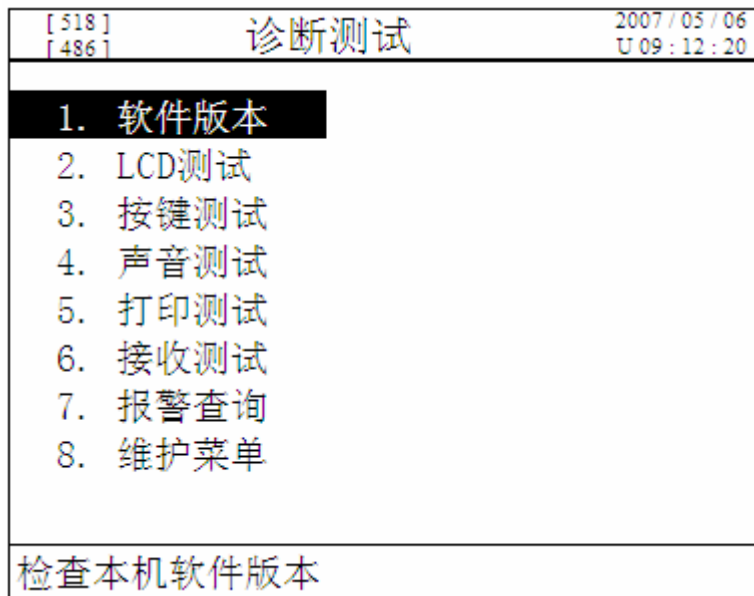 [ 518 ] 诊断测试 2007 / 05 / 06
[ 486 ] U 09 : 12 : 20
1. 软件版本
2. LCD测试
3. 按键测试
4. 声音测试
5. 打印测试
6. 接收测试
7. 报警查询
8. 维护菜单
检查本机软件版本